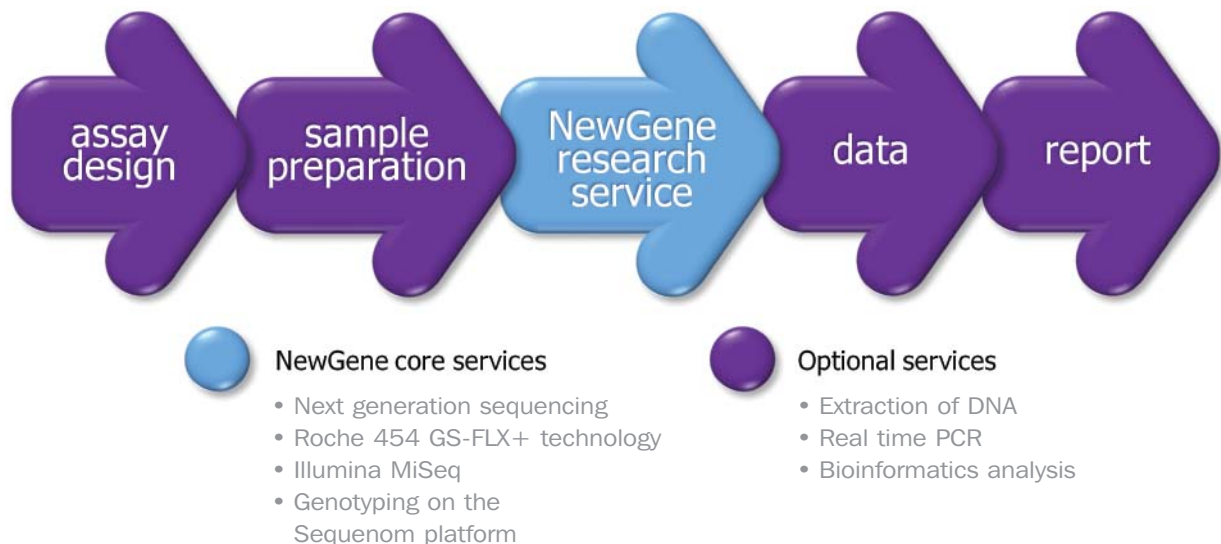 assay
design
sample
preparation
NewGene
research
service
data
report
NewGene core services
• Next generation sequencing
• Roche 454 GS-FLX+ technology
• Illumina MiSeq
• Genotyping on the
Sequenom platform
Optional services
• Extraction of DNA
• Real time PCR
• Bioinformatics analysis